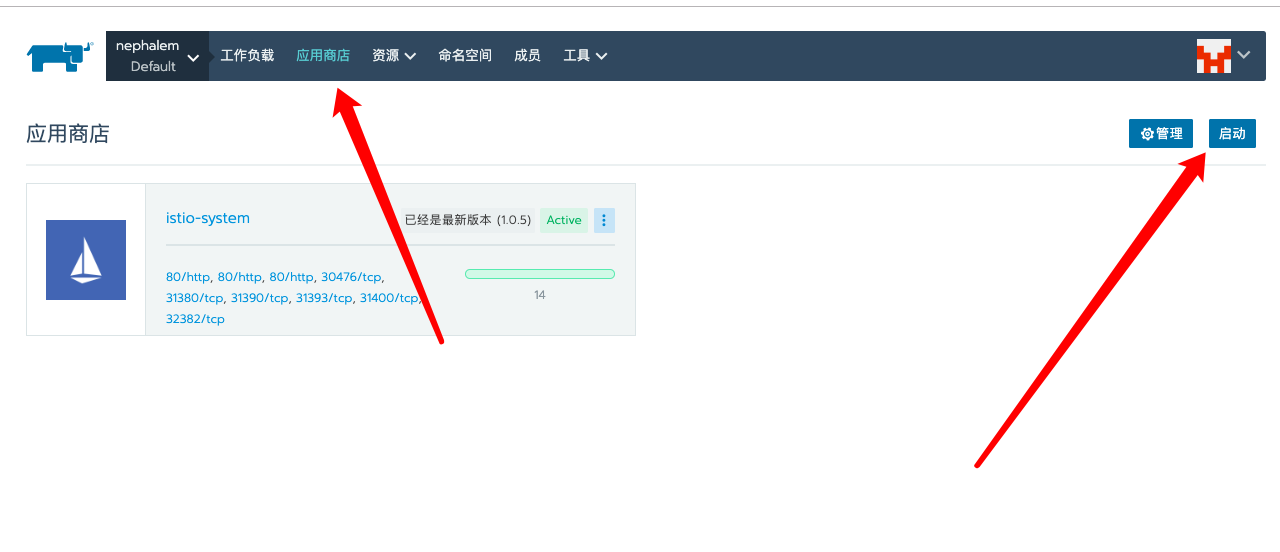 nephalem
Default
工作负载 应用商店 资源 命名空间 成员 工具
应用商店
管理 启动
istio-system 已经是最新版本 (1.0.5) Active
80/http, 80/http, 80/http, 30476/tcp,
31380/tcp, 31390/tcp, 31393/tcp, 31400/tcp,
32382/tcp
14